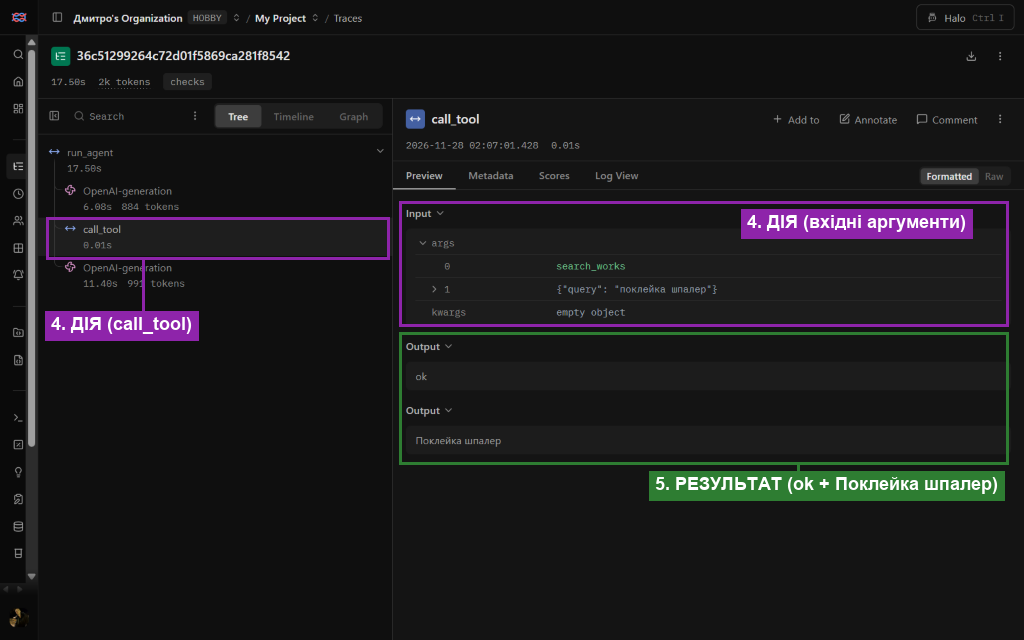 Дмитро's Organization HOBBY / My Project / Traces
Halo Ctrl I
36c51299264c72d01f5869ca281f8542
17.50s 2k tokens checks
Search
Tree Timeline Graph
run_agent
17.50s
OpenAI-generation
6.08s 884 tokens
call_tool
0.01s
OpenAI-generation
11.40s 991 tokens
4. ДІЯ (call_tool)
call_tool
Add to Annotate Comment
2026-11-28 02:07:01.428 0.01s
Preview Metadata Scores Log View
Formatted Raw
Input
4. ДІЯ (вхідні аргументи)
args
0 search_works
1 {"query": "поклейка шпалер"}
kwargs empty object
Output
ok
Output
Поклейка шпалер
5. РЕЗУЛЬТАТ (ok + Поклейка шпалер)